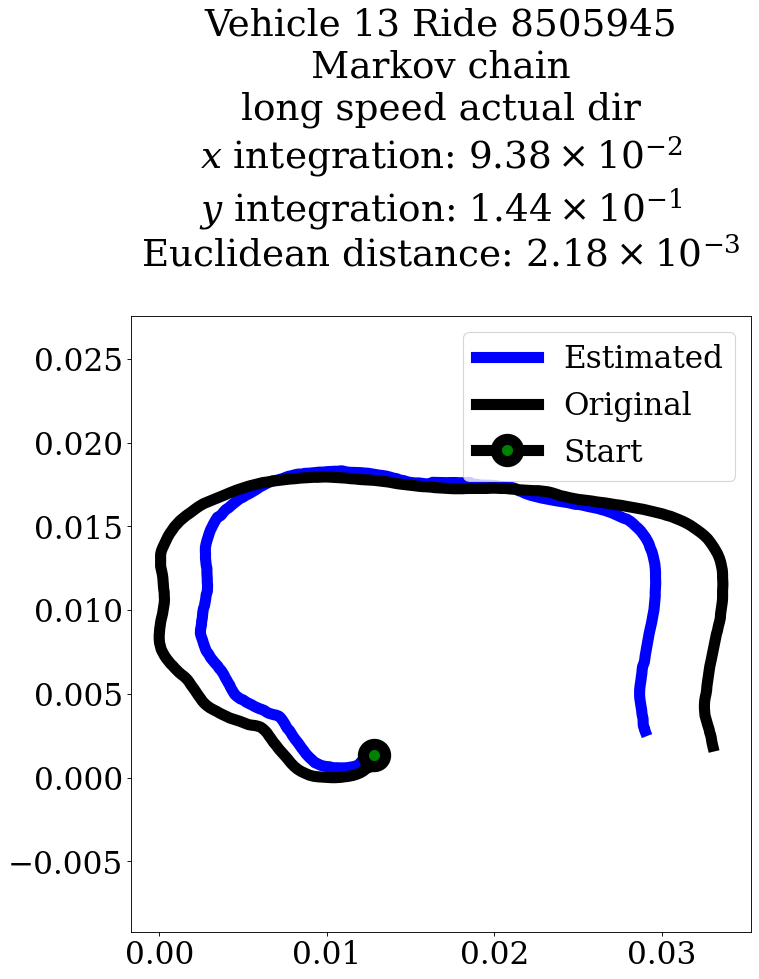 Vehicle 13 Ride 8505945
Markov chain
long speed actual dir
x integration: 9.38 × 10⁻²
y integration: 1.44 × 10⁻¹
Euclidean distance: 2.18 × 10⁻³
Estimated
Original
Start
0.025
0.020
0.015
0.010
0.005
0.000
−0.005
0.00 0.01 0.02 0.03